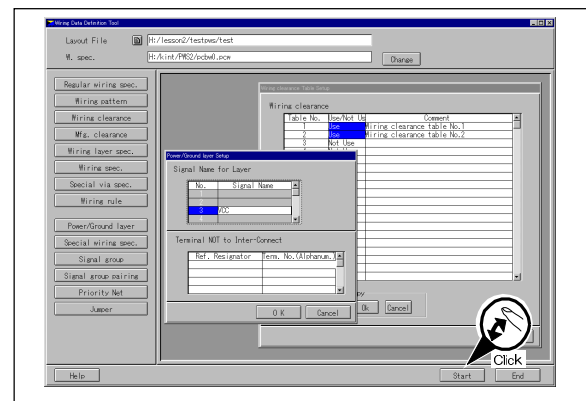 Wiring Data Definition Tool
Layout File H:/lesson2/testpws/test
W. spec. H:/kint/PWS2/pcbw0.pcw Change
Regular wiring spec.
Wiring pattern
Wiring clearance
Mfg. clearance
Wiring layer spec.
Wiring spec.
Special via spec.
Wiring rule
Power/Ground layer
Special wiring spec.
Signal group
Signal group pairing
Priority Net
Jumper
Wiring clearance Table Setup
Wiring clearance
Table No. Use/Not Us Comment
1 Use Wiring clearance table No.1
2 Use Wiring clearance table No.2
3 Not Use
Power/Ground layer Setup
Signal Name for Layer
No. Signal Name
1
2
3 VCC
4
Terminal NOT to Inter-Connect
Ref. Resignator Term. No.(Alphanum.)
OK Cancel
py
Ok Cancel
Click
Help Start End